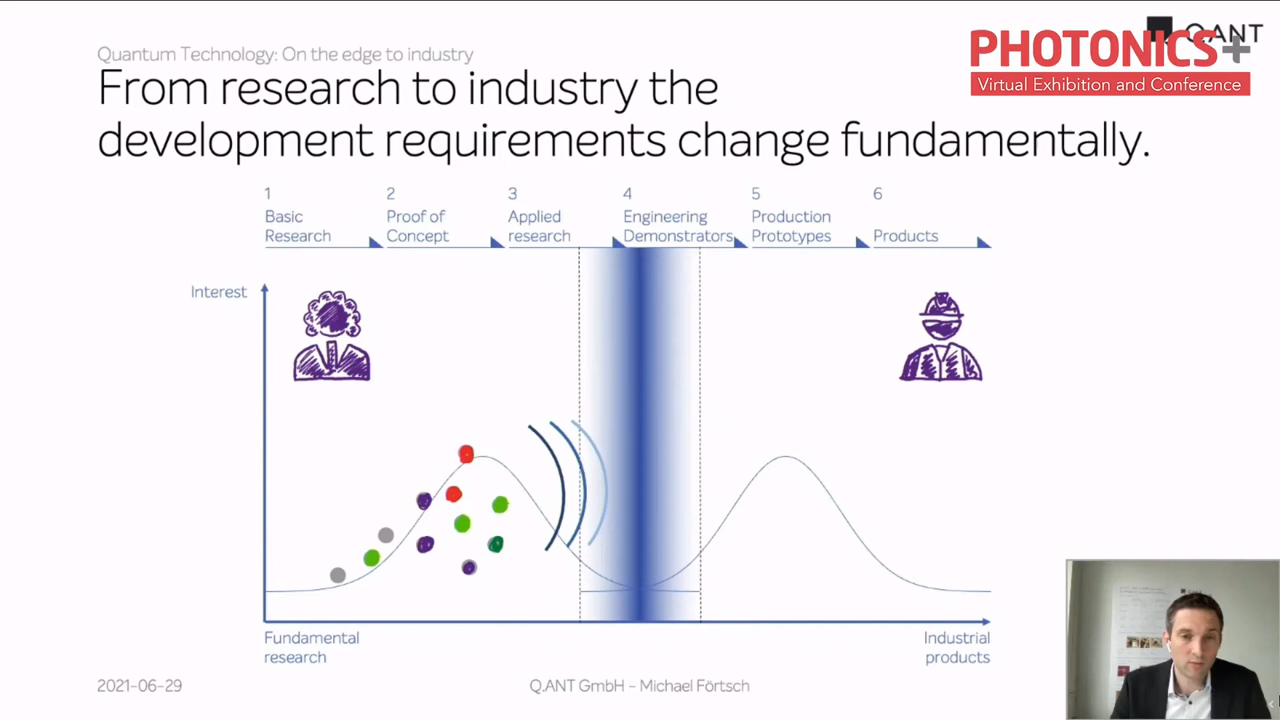 Quantum Technology: On the edge to industry
From research to industry the
development requirements change fundamentally.
Q.ANT
PHOTONICS+
Virtual Exhibition and Conference
1
Basic
Research
2
Proof of
Concept
3
Applied
research
4
Engineering
Demonstrators
5
Production
Prototypes
6
Products
Interest
Fundamental
research
Industrial
products
2021-06-29
Q.ANT GmbH - Michael Förtsch